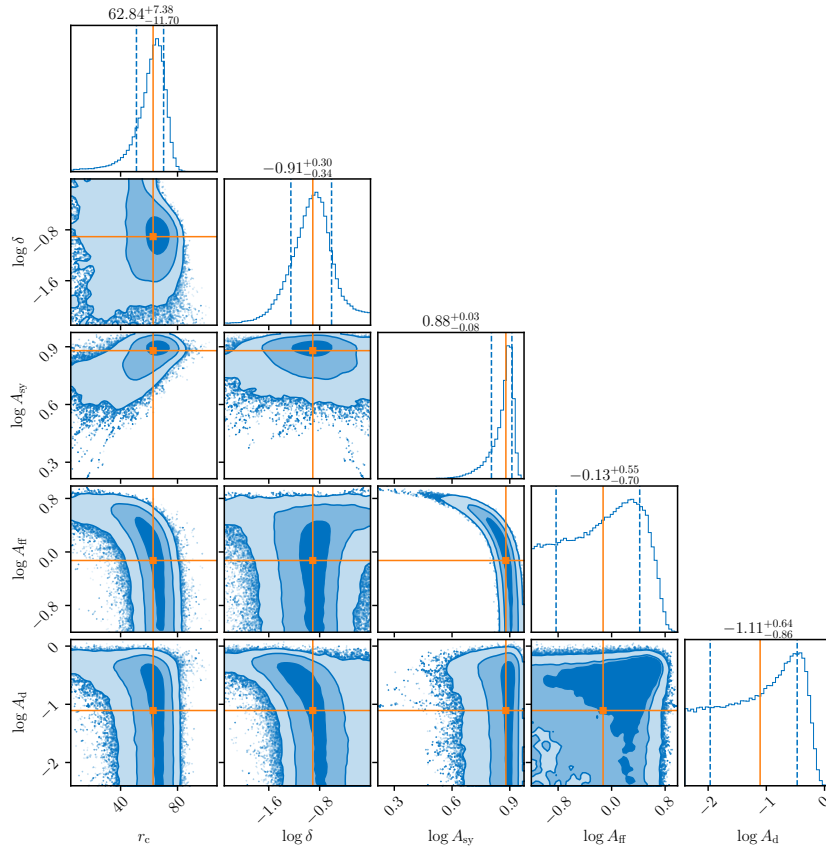 62.84^{+7.38}_{-11.70}
−0.91^{+0.30}_{-0.34}
log δ
−0.8
−1.6
0.88^{+0.03}_{-0.08}
log A_sy
0.9
0.6
0.3
−0.13^{+0.55}_{-0.70}
log A_ff
0.8
0.0
−0.8
−1.11^{+0.64}_{-0.86}
log A_d
0
−1
−2
40 80 −1.6 −0.8 0.3 0.6 0.9 −0.8 0.0 0.8 −2 −1 0
r_c log δ log A_sy log A_ff log A_d